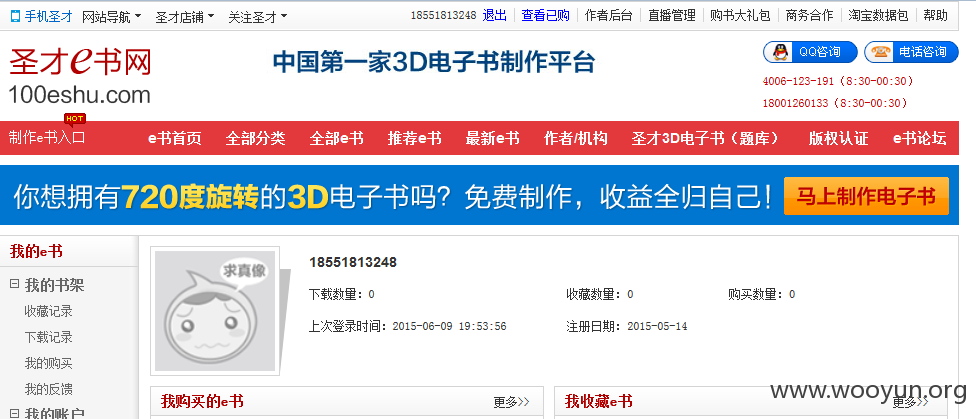 手机圣才 网站导航 圣才店铺 关注圣才 18551813248 退出 查看已购 作者后台 直播管理 购书大礼包 商务合作 淘宝数据包 帮助
圣才e书网
100eshu.com
中国第一家3D电子书制作平台
QQ咨询 电话咨询
4006-123-191（8:30-00:30）
18001260133（8:30-00:30）
HOT
制作e书入口 e书首页 全部分类 全部e书 推荐e书 最新e书 作者/机构 圣才3D电子书（题库） 版权认证 e书论坛
你想拥有720度旋转的3D电子书吗？免费制作，收益全归自己！ 马上制作电子书
我的e书
我的书架
收藏记录
下载记录
我的购买
我的反馈
我的账户
求真像
18551813248
下载数量：0 收藏数量：0 购买数量：0
上次登录时间：2015-06-09 19:53:56 注册日期：2015-05-14
我购买的e书 更多>>
我收藏e书 更多>>
www.wooyun.org